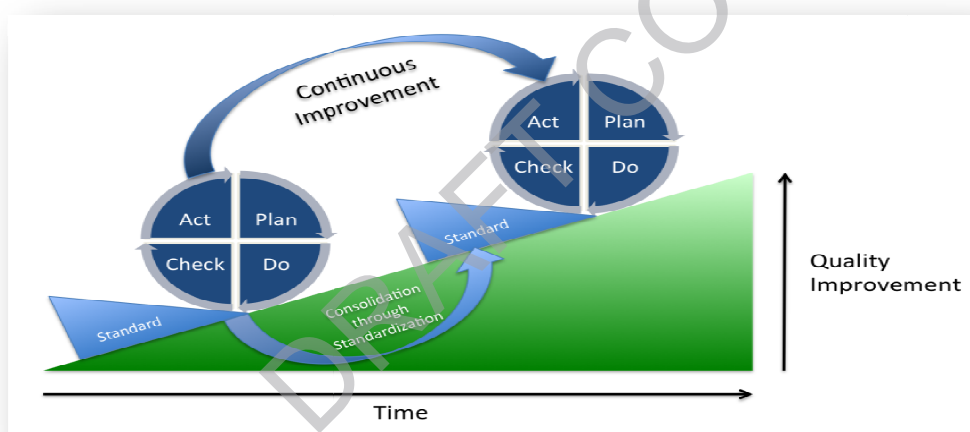 Continuous
Improvement
Act
Plan
Check
Do
Standard
Act
Plan
Check
Do
Standard
Consolidation
through
Standardization
Quality
Improvement
Time
DRAFT CO